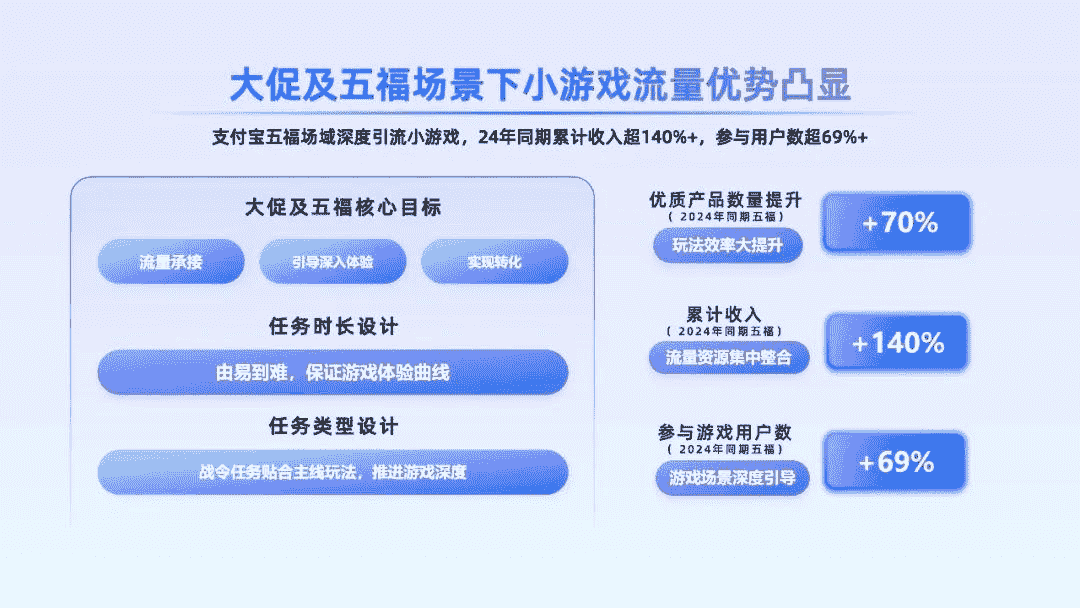 大促及五福场景下小游戏流量优势凸显
支付宝五福场域深度引流小游戏，24年同期累计收入超140%+，参与用户数超69%+
大促及五福核心目标
流量承接
引导深入体验
实现转化
任务时长设计
由易到难，保证游戏体验曲线
任务类型设计
战令任务贴合主线玩法，推进游戏深度
优质产品数量提升
（2024年同期五福）
玩法效率大提升
+70%
累计收入
（2024年同期五福）
流量资源集中整合
+140%
参与游戏用户数
（2024年同期五福）
游戏场景深度引导
+69%